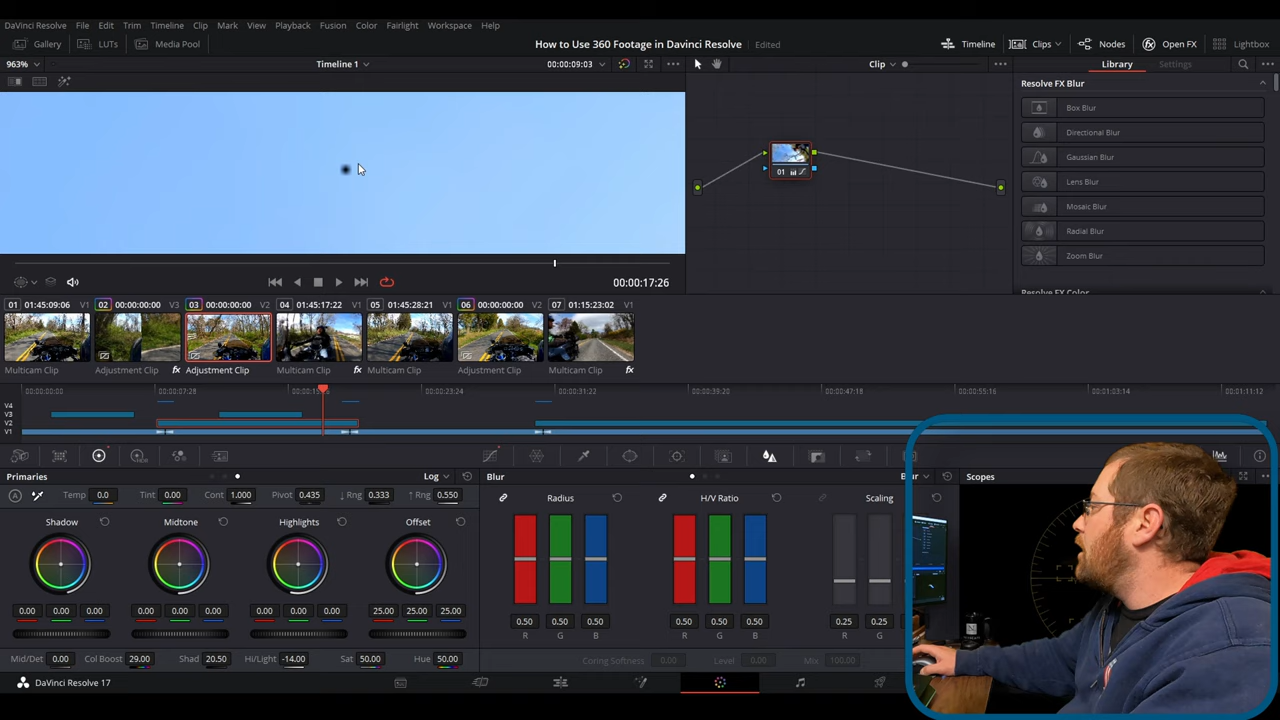 DaVinci Resolve File Edit Trim Timeline Clip Mark View Playback Fusion Color Fairlight Workspace Help
Gallery LUTs Media Pool How to Use 360 Footage in Davinci Resolve Edited Timeline Clips Nodes Open FX Lightbox
963% Timeline 1 00:00:09:03 Clip Library Settings
Resolve FX Blur
Box Blur
Directional Blur
Gaussian Blur
Lens Blur
Mosaic Blur
Radial Blur
Zoom Blur
01
00:00:17:26
01 01:45:09:06 V1 02 00:00:00:00 V3 03 00:00:00:00 V2 04 01:45:17:22 V1 05 01:45:28:21 V1 06 00:00:00:00 V2 07 01:15:23:02 V1
Multicam Clip Adjustment Clip fx Adjustment Clip Multicam Clip fx Multicam Clip Adjustment Clip fx Multicam Clip fx
00:00:00:00 00:00:07:28 00:00:23:24 00:00:31:22 00:00:39:20 00:00:47:18 00:00:55:16 00:01:03:14 00:01:11:12
V4
V3
V2
V1
Primaries Log Blur Blur Scopes
A Temp 0.0 Tint 0.00 Cont 1.000 Pivot 0.435 ↓ Rng 0.333 ↑ Rng 0.550 Radius H/V Ratio Scaling
Shadow Midtone Highlights Offset
0.00 0.00 0.00 0.00 0.00 0.00 0.00 0.00 0.00 25.00 25.00 25.00 0.50 0.50 0.50 0.50 0.50 0.50 0.25 0.25
R G B R G B R G
Mid/Det 0.00 Col Boost 29.00 Shad 20.50 Hi/Light -14.00 Sat 50.00 Hue 50.00 Coring Softness 0.00 Level 0.00 Mix 100.00
DaVinci Resolve 17